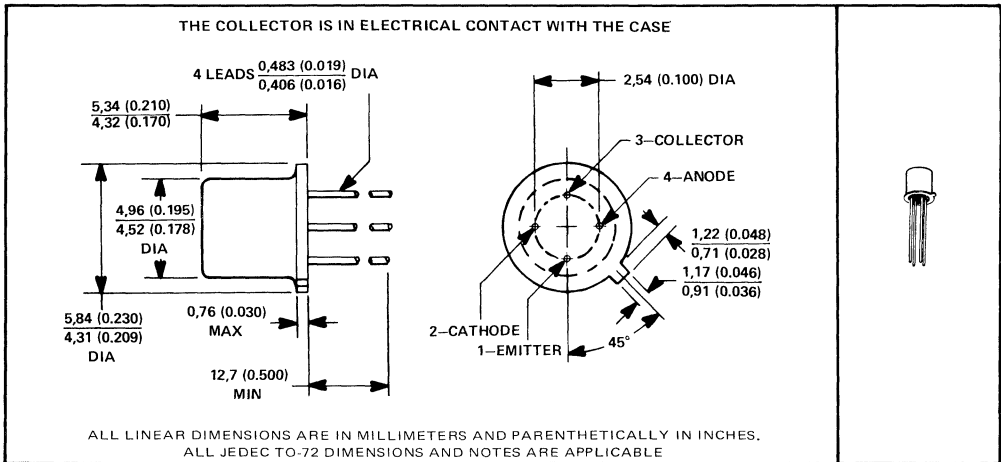 THE COLLECTOR IS IN ELECTRICAL CONTACT WITH THE CASE
4 LEADS 0,483 (0.019) DIA
0,406 (0.016)
2,54 (0.100) DIA
5,34 (0.210)
4,32 (0.170)
3–COLLECTOR
4–ANODE
4,96 (0.195)
4,52 (0.178)
DIA
1,22 (0.048)
0,71 (0.028)
1,17 (0.046)
0,91 (0.036)
5,84 (0.230)
4,31 (0.209)
DIA
0,76 (0.030)
MAX
2–CATHODE
1–EMITTER
45°
12,7 (0.500)
MIN
ALL LINEAR DIMENSIONS ARE IN MILLIMETERS AND PARENTHETICALLY IN INCHES.
ALL JEDEC TO-72 DIMENSIONS AND NOTES ARE APPLICABLE